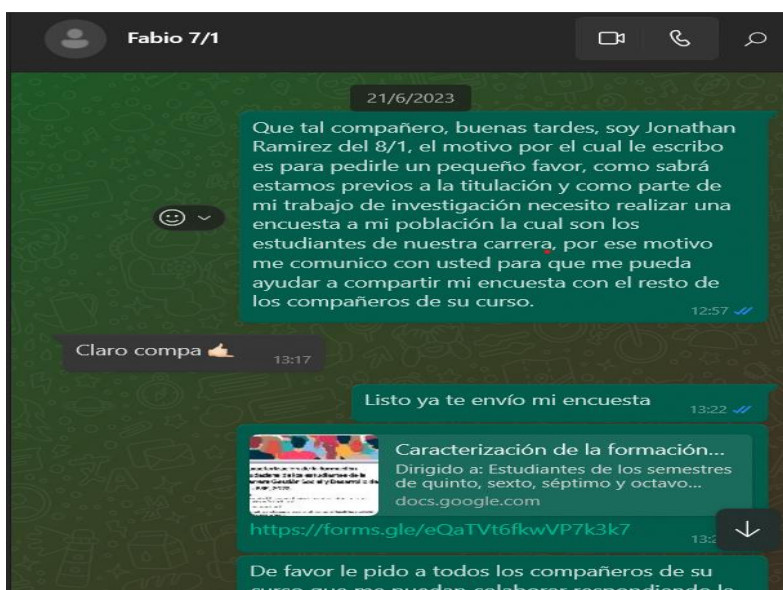 Fabio 7/1
21/6/2023
Que tal compañero, buenas tardes, soy Jonathan
Ramirez del 8/1, el motivo por el cual le escribo
es para pedirle un pequeño favor, como sabrá
estamos previos a la titulación y como parte de
mi trabajo de investigación necesito realizar una
encuesta a mi población la cual son los
estudiantes de nuestra carrera, por ese motivo
me comunico con usted para que me pueda
ayudar a compartir mi encuesta con el resto de
los compañeros de su curso.
12:57
Claro compa
13:17
Listo ya te envío mi encuesta
13:22
Caracterización de la formación...
Dirigido a: Estudiantes de los semestres
de quinto, sexto, séptimo y octavo...
docs.google.com
https://forms.gle/eQaTVt6fkwVP7k3k7
De favor le pido a todos los compañeros de su
curso que me puedan colaborar respondiendo la